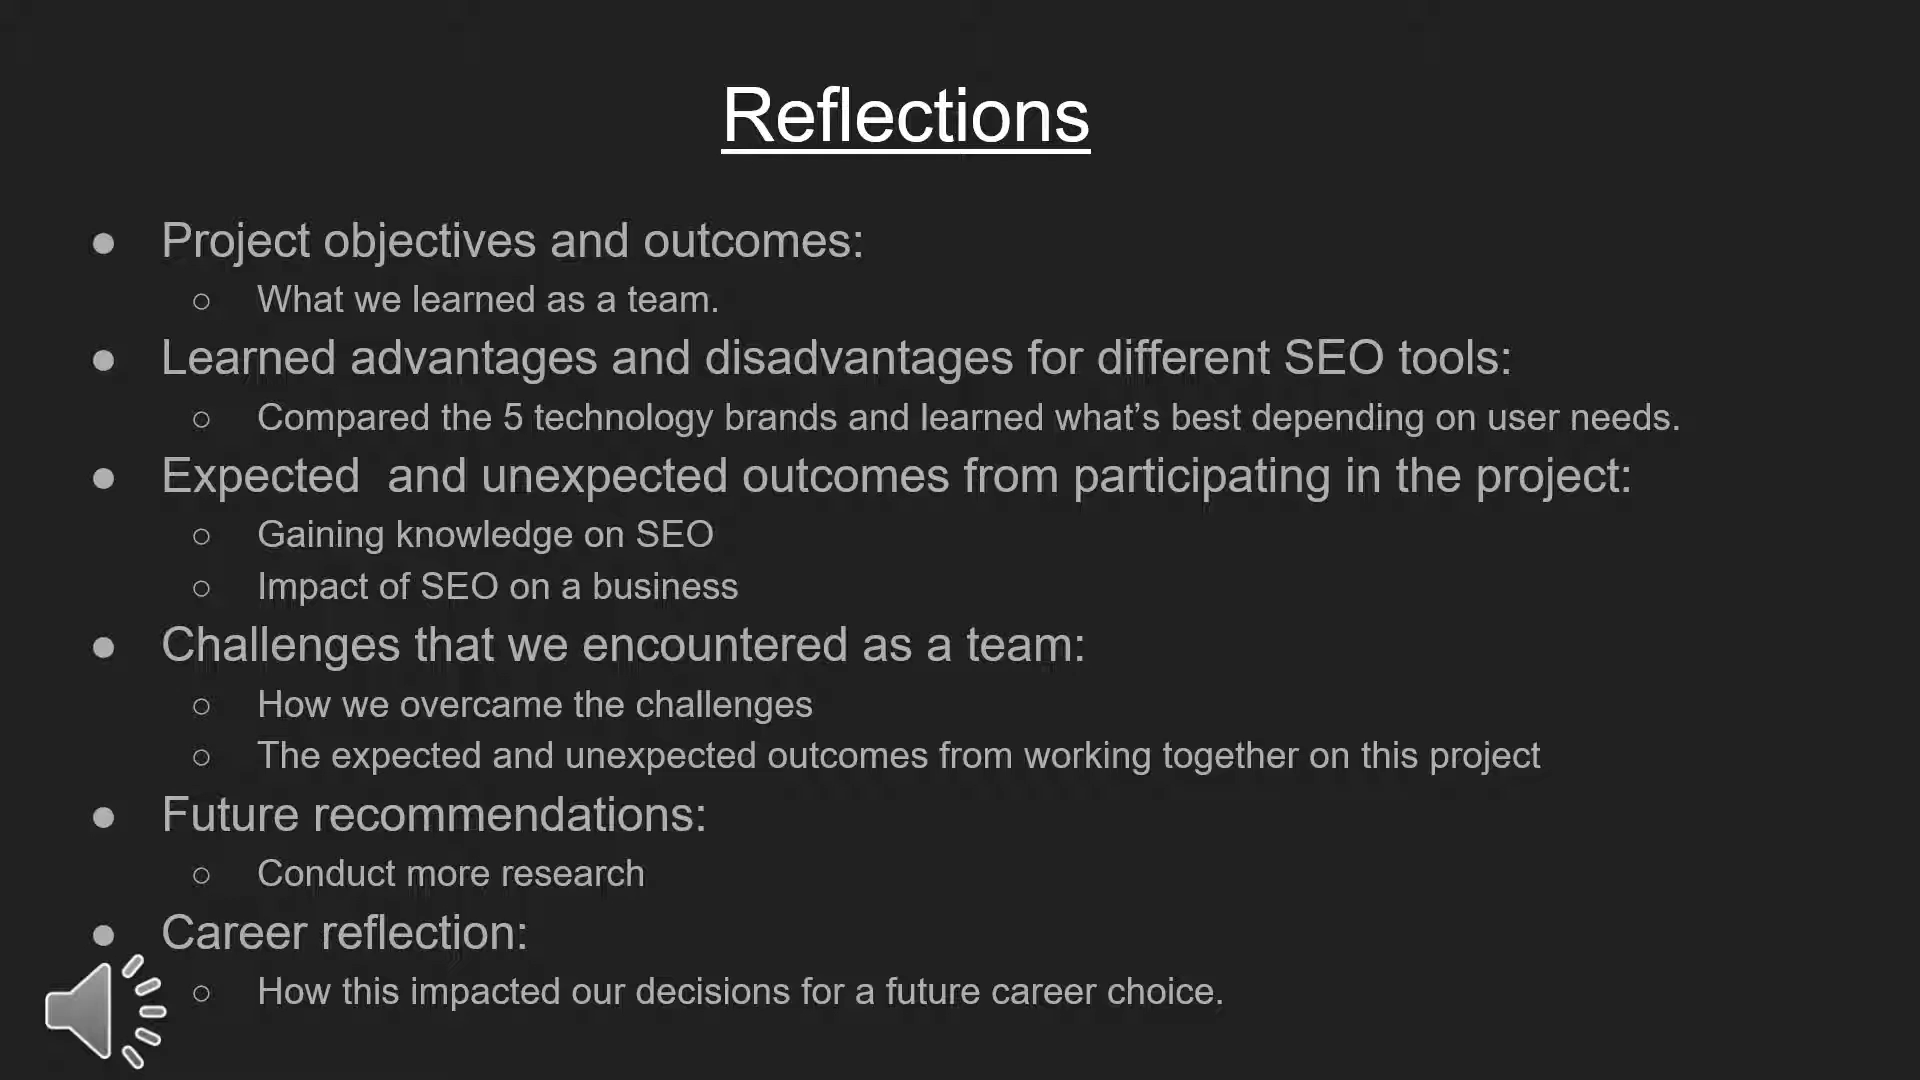 Reflections
● Project objectives and outcomes:
○ What we learned as a team.
● Learned advantages and disadvantages for different SEO tools:
○ Compared the 5 technology brands and learned what’s best depending on user needs.
● Expected  and unexpected outcomes from participating in the project:
○ Gaining knowledge on SEO
○ Impact of SEO on a business
● Challenges that we encountered as a team:
○ How we overcame the challenges
○ The expected and unexpected outcomes from working together on this project
● Future recommendations:
○ Conduct more research
● Career reflection:
○ How this impacted our decisions for a future career choice.